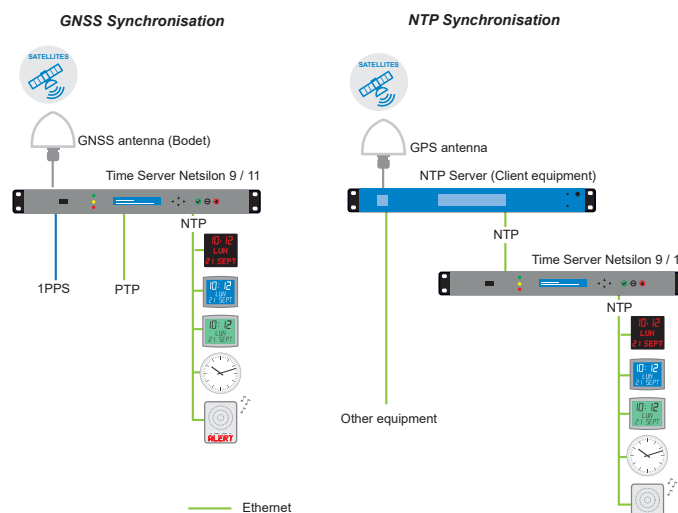 GNSS Synchronisation
SATELLITES
GNSS antenna (Bodet)
Time Server Netsilon 9 / 11
NTP
1PPS
PTP
10:12
LUN
21 SEPT
10:12
LUN
21 SEPT
10:12
LUN
21 SEPT
ALERT
Ethernet
NTP Synchronisation
SATELLITES
GPS antenna
NTP Server (Client equipment)
NTP
Time Server Netsilon 9 / 1
NTP
Other equipment
10:12
LUN
21 SEPT
10:12
LUN
21 SEPT
10:12
LUN
21 SEPT